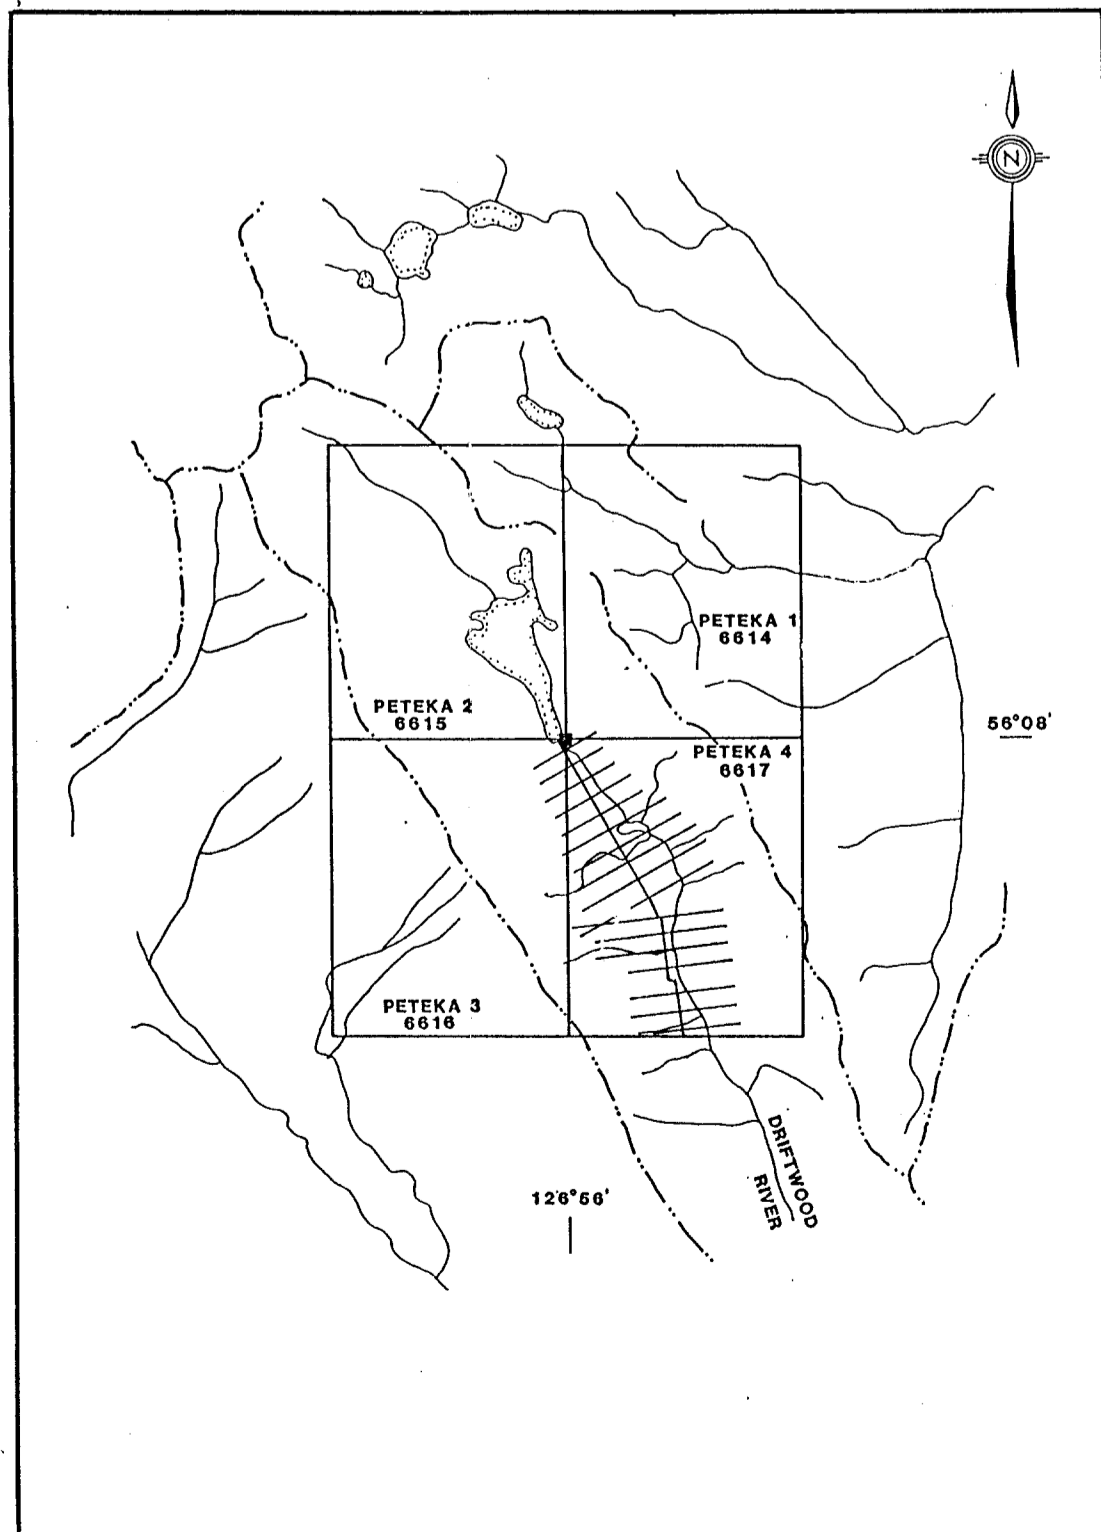 N
PETEKA 1
6614
PETEKA 2
6615
56°08'
PETEKA 4
6617
PETEKA 3
6616
126°56'
DRIFTWOOD
RIVER